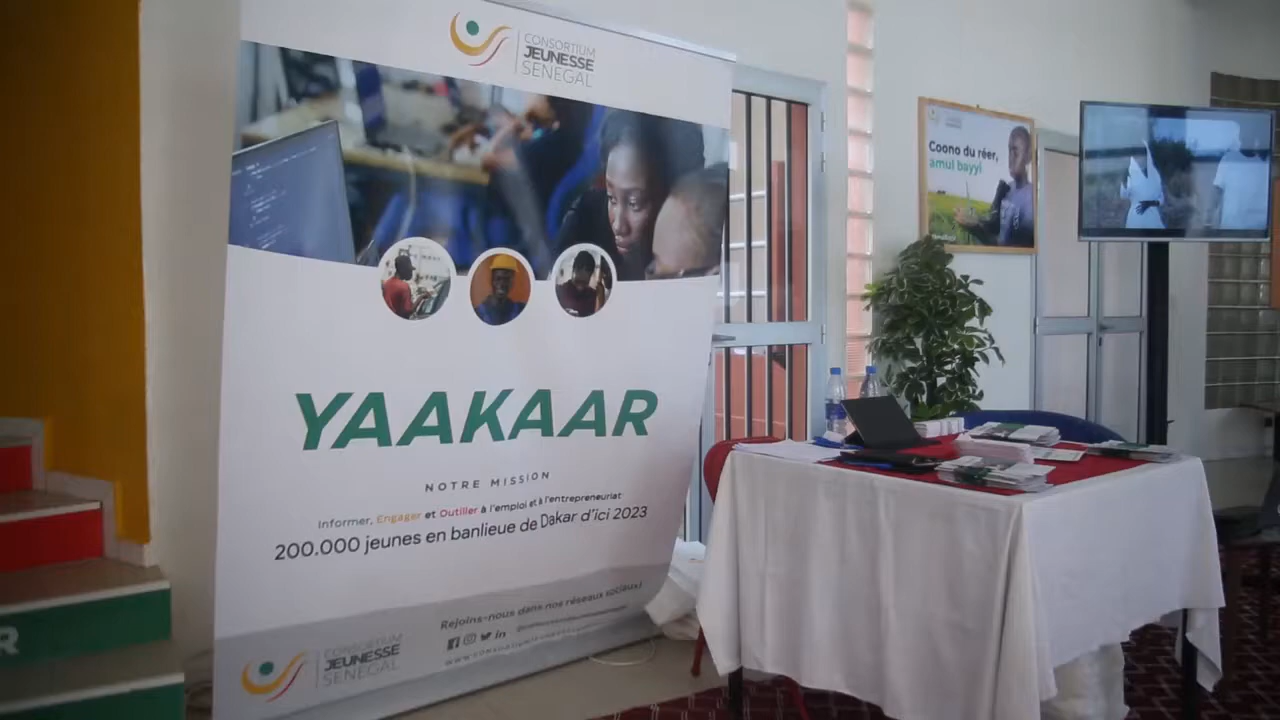 CONSORTIUM
JEUNESSE
SENEGAL
YAAKAAR
NOTRE MISSION
Informer, Engager et Outiller à l'emploi et à l'entrepreneuriat
200.000 jeunes en banlieue de Dakar d'ici 2023
Rejoins-nous dans nos réseaux sociaux!
CONSORTIUM
JEUNESSE
SENEGAL
Coono du réer,
amul bayyi
R